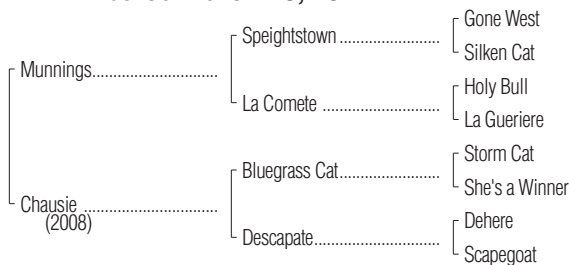 Gone West
Speightstown
Silken Cat
Munnings
Holy Bull
La Comete
La Gueriere
Storm Cat
Bluegrass Cat
She's a Winner
Chausie
(2008)
Dehere
Descapate
Scapegoat